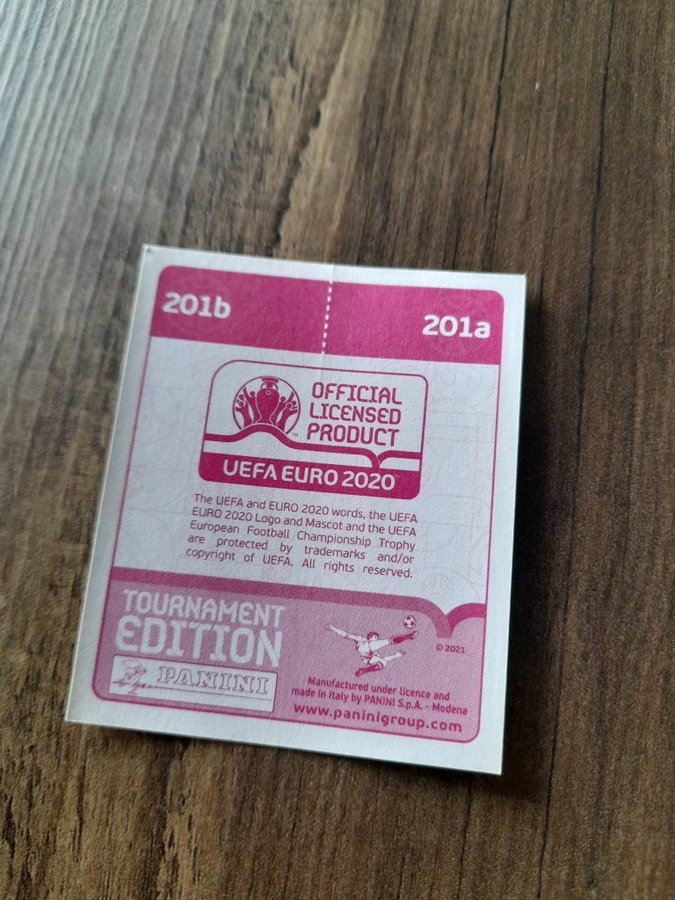 201b
201a
OFFICIAL
LICENSED
PRODUCT
TM
UEFA EURO 2020
The UEFA and EURO 2020 words, the UEFA
EURO 2020 Logo and Mascot and the UEFA
European Football Championship Trophy
are protected by trademarks and/or
copyright of UEFA. All rights reserved.
TOURNAMENT
EDITION
PANINI
© 2021
Manufactured under licence and
made in Italy by PANINI S.p.A. - Modena
www.paninigroup.com